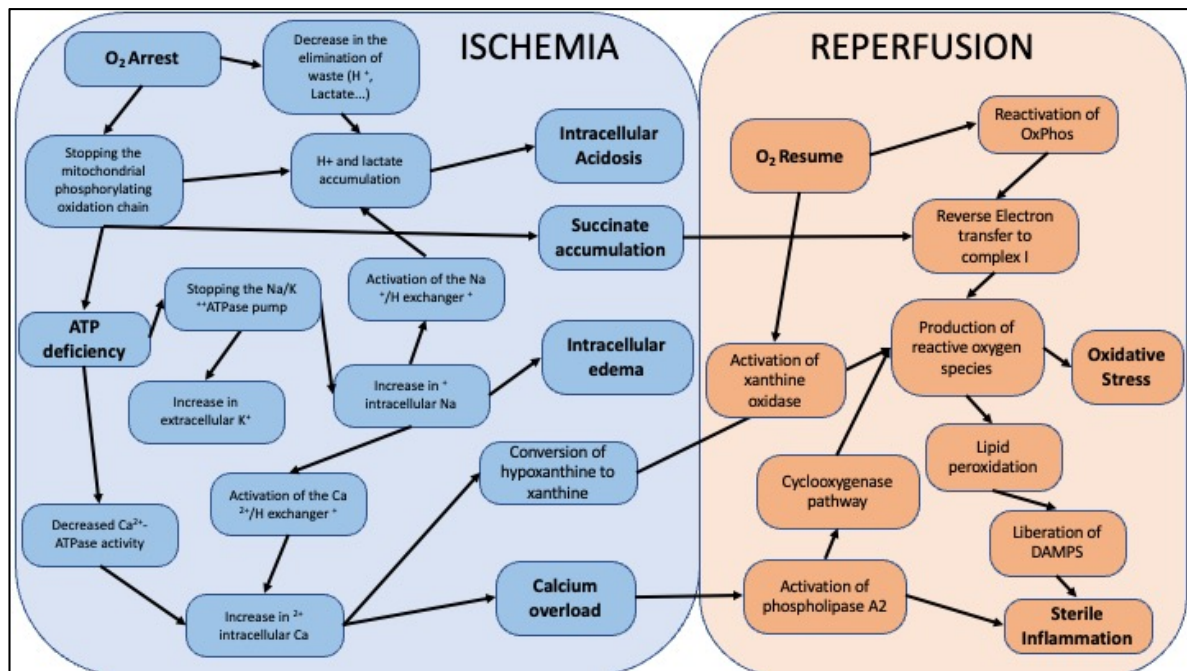 ISCHEMIA
O₂ Arrest
Decrease in the
elimination of
waste (H ⁺,
Lactate...)
Stopping the
mitochondrial
phosphorylating
oxidation chain
H+ and lactate
accumulation
Intracellular
Acidosis
Succinate
accumulation
Activation of the Na
⁺/H exchanger ⁺
Stopping the Na/K
⁺⁺ATPase pump
ATP
deficiency
Intracellular
edema
Increase in
extracellular K⁺
Increase in ⁺
intracellular Na
Conversion of
hypoxanthine to
xanthine
Activation of the Ca
²⁺/H exchanger ⁺
Decreased Ca²⁺-
ATPase activity
Increase in ²⁺
intracellular Ca
Calcium
overload
REPERFUSION
O₂ Resume
Reactivation of
OxPhos
Reverse Electron
transfer to
complex I
Production of
reactive oxygen
species
Oxidative
Stress
Activation of
xanthine
oxidase
Lipid
peroxidation
Cyclooxygenase
pathway
Liberation of
DAMPS
Activation of
phospholipase A2
Sterile
Inflammation